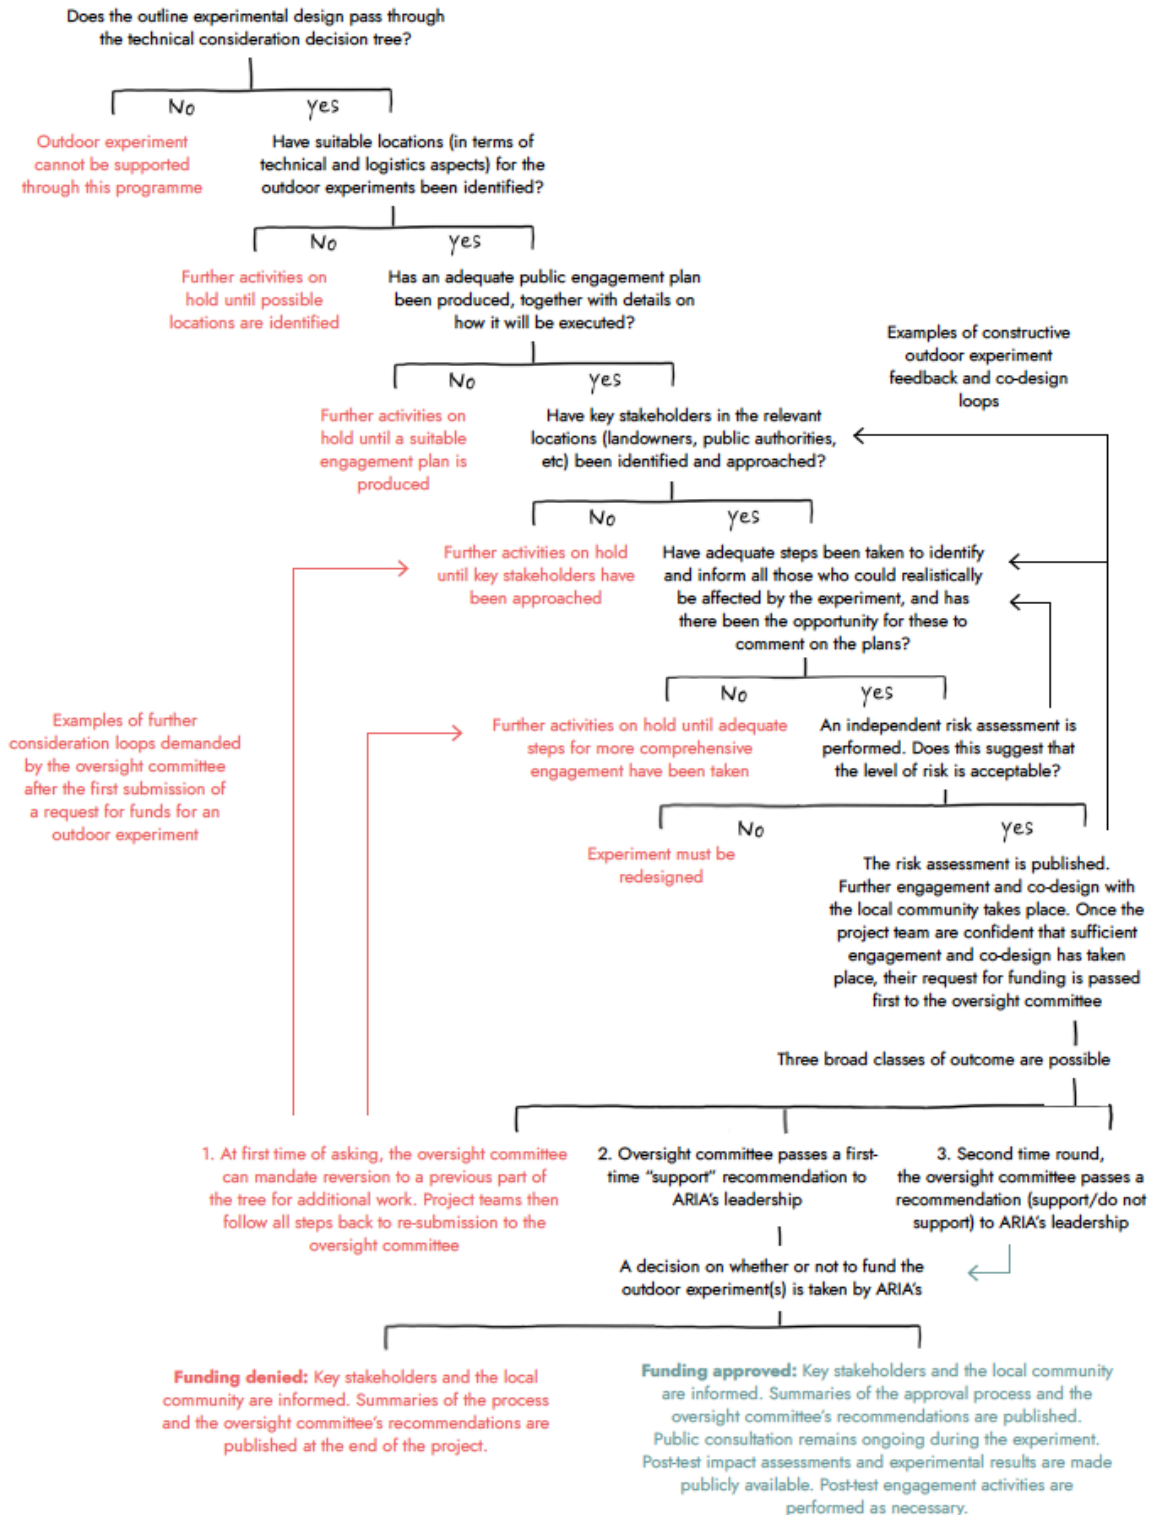 Does the outline experimental design pass through
the technical consideration decision tree?
No
yes
Outdoor experiment
cannot be supported
through this programme
Have suitable locations (in terms of
technical and logistics aspects) for the
outdoor experiments been identified?
No
yes
Further activities on
hold until possible
locations are identified
Has an adequate public engagement plan
been produced, together with details on
how it will be executed?
Examples of constructive
outdoor experiment
feedback and co-design
loops
No
yes
Further activities on
hold until a suitable
engagement plan is
produced
Have key stakeholders in the relevant
locations (landowners, public authorities,
etc) been identified and approached?
No
yes
Further activities on hold
until key stakeholders have
been approached
Have adequate steps been taken to identify
and inform all those who could realistically
be affected by the experiment, and has
there been the opportunity for these to
comment on the plans?
No
yes
Examples of further
consideration loops demanded
by the oversight committee
after the first submission of
a request for funds for an
outdoor experiment
Further activities on hold until adequate
steps for more comprehensive
engagement have been taken
An independent risk assessment is
performed. Does this suggest that
the level of risk is acceptable?
No
yes
Experiment must be
redesigned
The risk assessment is published.
Further engagement and co-design with
the local community takes place. Once the
project team are confident that sufficient
engagement and co-design has taken
place, their request for funding is passed
first to the oversight committee
Three broad classes of outcome are possible
1. At first time of asking, the oversight committee
can mandate reversion to a previous part of
the tree for additional work. Project teams then
follow all steps back to re-submission to the
oversight committee
2. Oversight committee passes a first-
time “support” recommendation to
ARIA’s leadership
3. Second time round,
the oversight committee passes a
recommendation (support/do not
support) to ARIA’s leadership
A decision on whether or not to fund the
outdoor experiment(s) is taken by ARIA’s
Funding denied: Key stakeholders and the local
community are informed. Summaries of the process
and the oversight committee’s recommendations are
published at the end of the project.
Funding approved: Key stakeholders and the local community
are informed. Summaries of the approval process and the
oversight committee’s recommendations are published.
Public consultation remains ongoing during the experiment.
Post-test impact assessments and experimental results are made
publicly available. Post-test engagement activities are
performed as necessary.